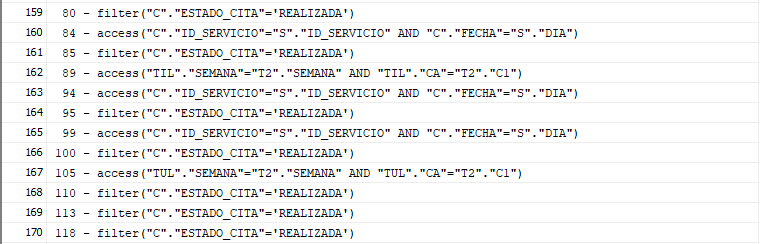 159 80 - filter("C"."ESTADO_CITA"='REALIZADA')
160 84 - access("C"."ID_SERVICIO"="S"."ID_SERVICIO" AND "C"."FECHA"="S"."DIA")
161 85 - filter("C"."ESTADO_CITA"='REALIZADA')
162 89 - access("TIL"."SEMANA"="T2"."SEMANA" AND "TIL"."CA"="T2"."C1")
163 94 - access("C"."ID_SERVICIO"="S"."ID_SERVICIO" AND "C"."FECHA"="S"."DIA")
164 95 - filter("C"."ESTADO_CITA"='REALIZADA')
165 99 - access("C"."ID_SERVICIO"="S"."ID_SERVICIO" AND "C"."FECHA"="S"."DIA")
166 100 - filter("C"."ESTADO_CITA"='REALIZADA')
167 105 - access("TUL"."SEMANA"="T2"."SEMANA" AND "TUL"."CA"="T2"."C1")
168 110 - filter("C"."ESTADO_CITA"='REALIZADA')
169 113 - filter("C"."ESTADO_CITA"='REALIZADA')
170 118 - filter("C"."ESTADO_CITA"='REALIZADA')